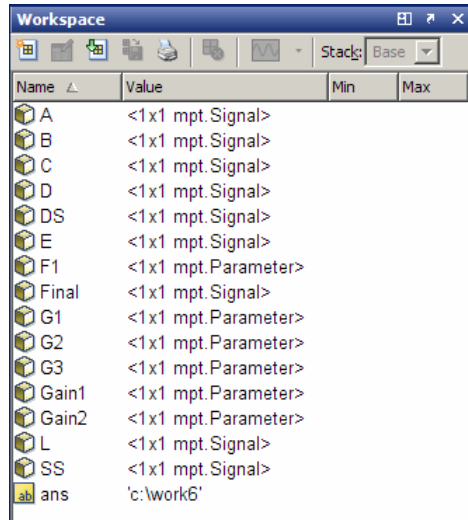 Workspace
Stack: Base
Name Value Min Max
A <1x1 mpt.Signal>
B <1x1 mpt.Signal>
C <1x1 mpt.Signal>
D <1x1 mpt.Signal>
DS <1x1 mpt.Signal>
E <1x1 mpt.Signal>
F1 <1x1 mpt.Parameter>
Final <1x1 mpt.Signal>
G1 <1x1 mpt.Parameter>
G2 <1x1 mpt.Parameter>
G3 <1x1 mpt.Parameter>
Gain1 <1x1 mpt.Parameter>
Gain2 <1x1 mpt.Parameter>
L <1x1 mpt.Signal>
SS <1x1 mpt.Signal>
ab ans 'c:\work6'